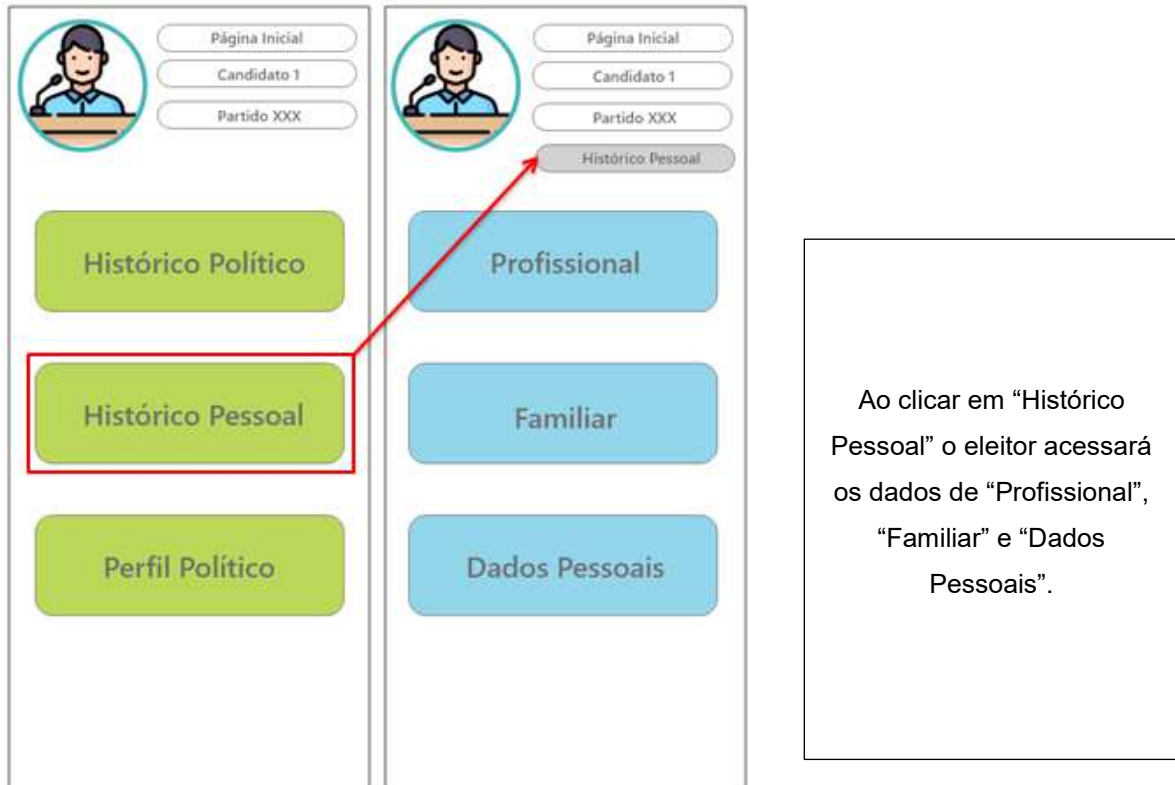 Página Inicial
Candidato 1
Partido XXX
Histórico Político
Histórico Pessoal
Perfil Político
Página Inicial
Candidato 1
Partido XXX
Histórico Pessoal
Profissional
Familiar
Dados Pessoais
Ao clicar em “Histórico
Pessoal” o eleitor acessará
os dados de “Profissional”,
“Familiar” e “Dados
Pessoais”.